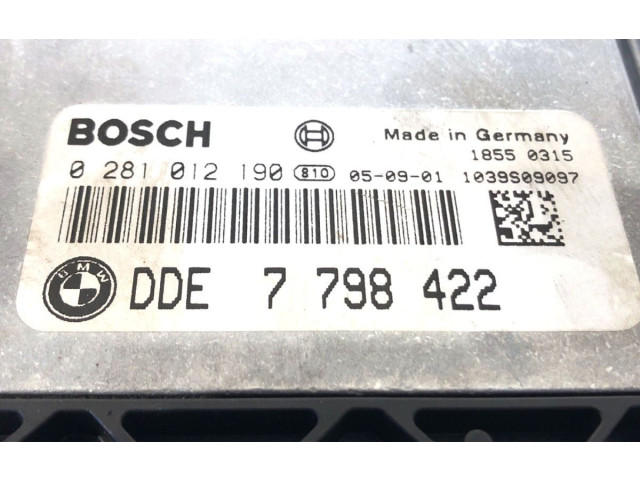 BOSCH Made in Germany
1855 0315
0 281 012 190 810 05-09-01 1039S09097
BMW DDE 7 798 422